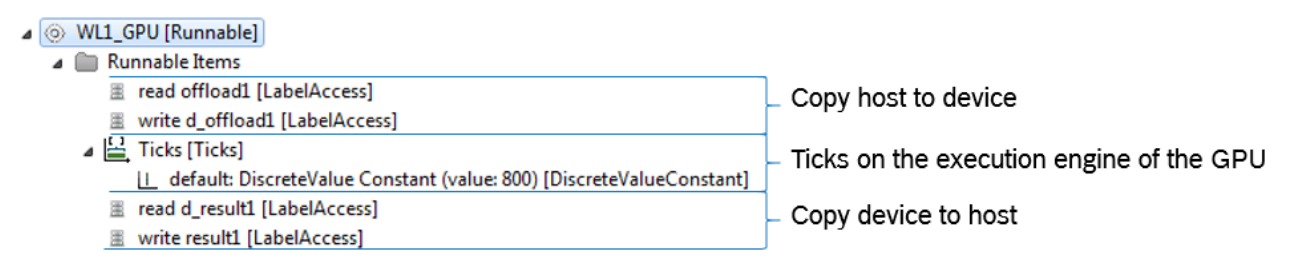 WL1_GPU [Runnable]
Runnable Items
read offload1 [LabelAccess]
write d_offload1 [LabelAccess]
Copy host to device
Ticks [Ticks]
default: DiscreteValue Constant (value: 800) [DiscreteValueConstant]
Ticks on the execution engine of the GPU
read d_result1 [LabelAccess]
write result1 [LabelAccess]
Copy device to host